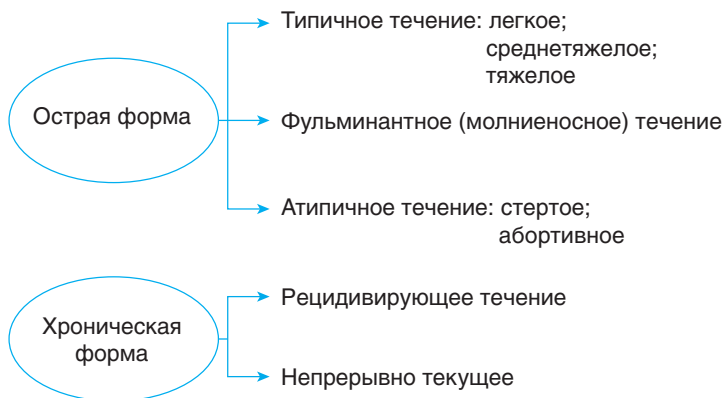 Острая форма
Типичное течение: легкое;
среднетяжелое;
тяжелое
Фульминантное (молниеносное) течение
Атипичное течение: стертое;
абортивное
Хроническая
форма
Рецидивирующее течение
Непрерывно текущее